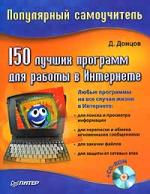 Популярный самоучитель
Д. Донцов
150 лучших программ
для работы в Интернете
Любые программы
на все случаи жизни
в Интернете:
для поиска и просмотра
информации
для переписки и обмена
мгновенными сообщениями
для закачки файлов
для защиты от сетевых атак
CD-ROM
ПИТЕР